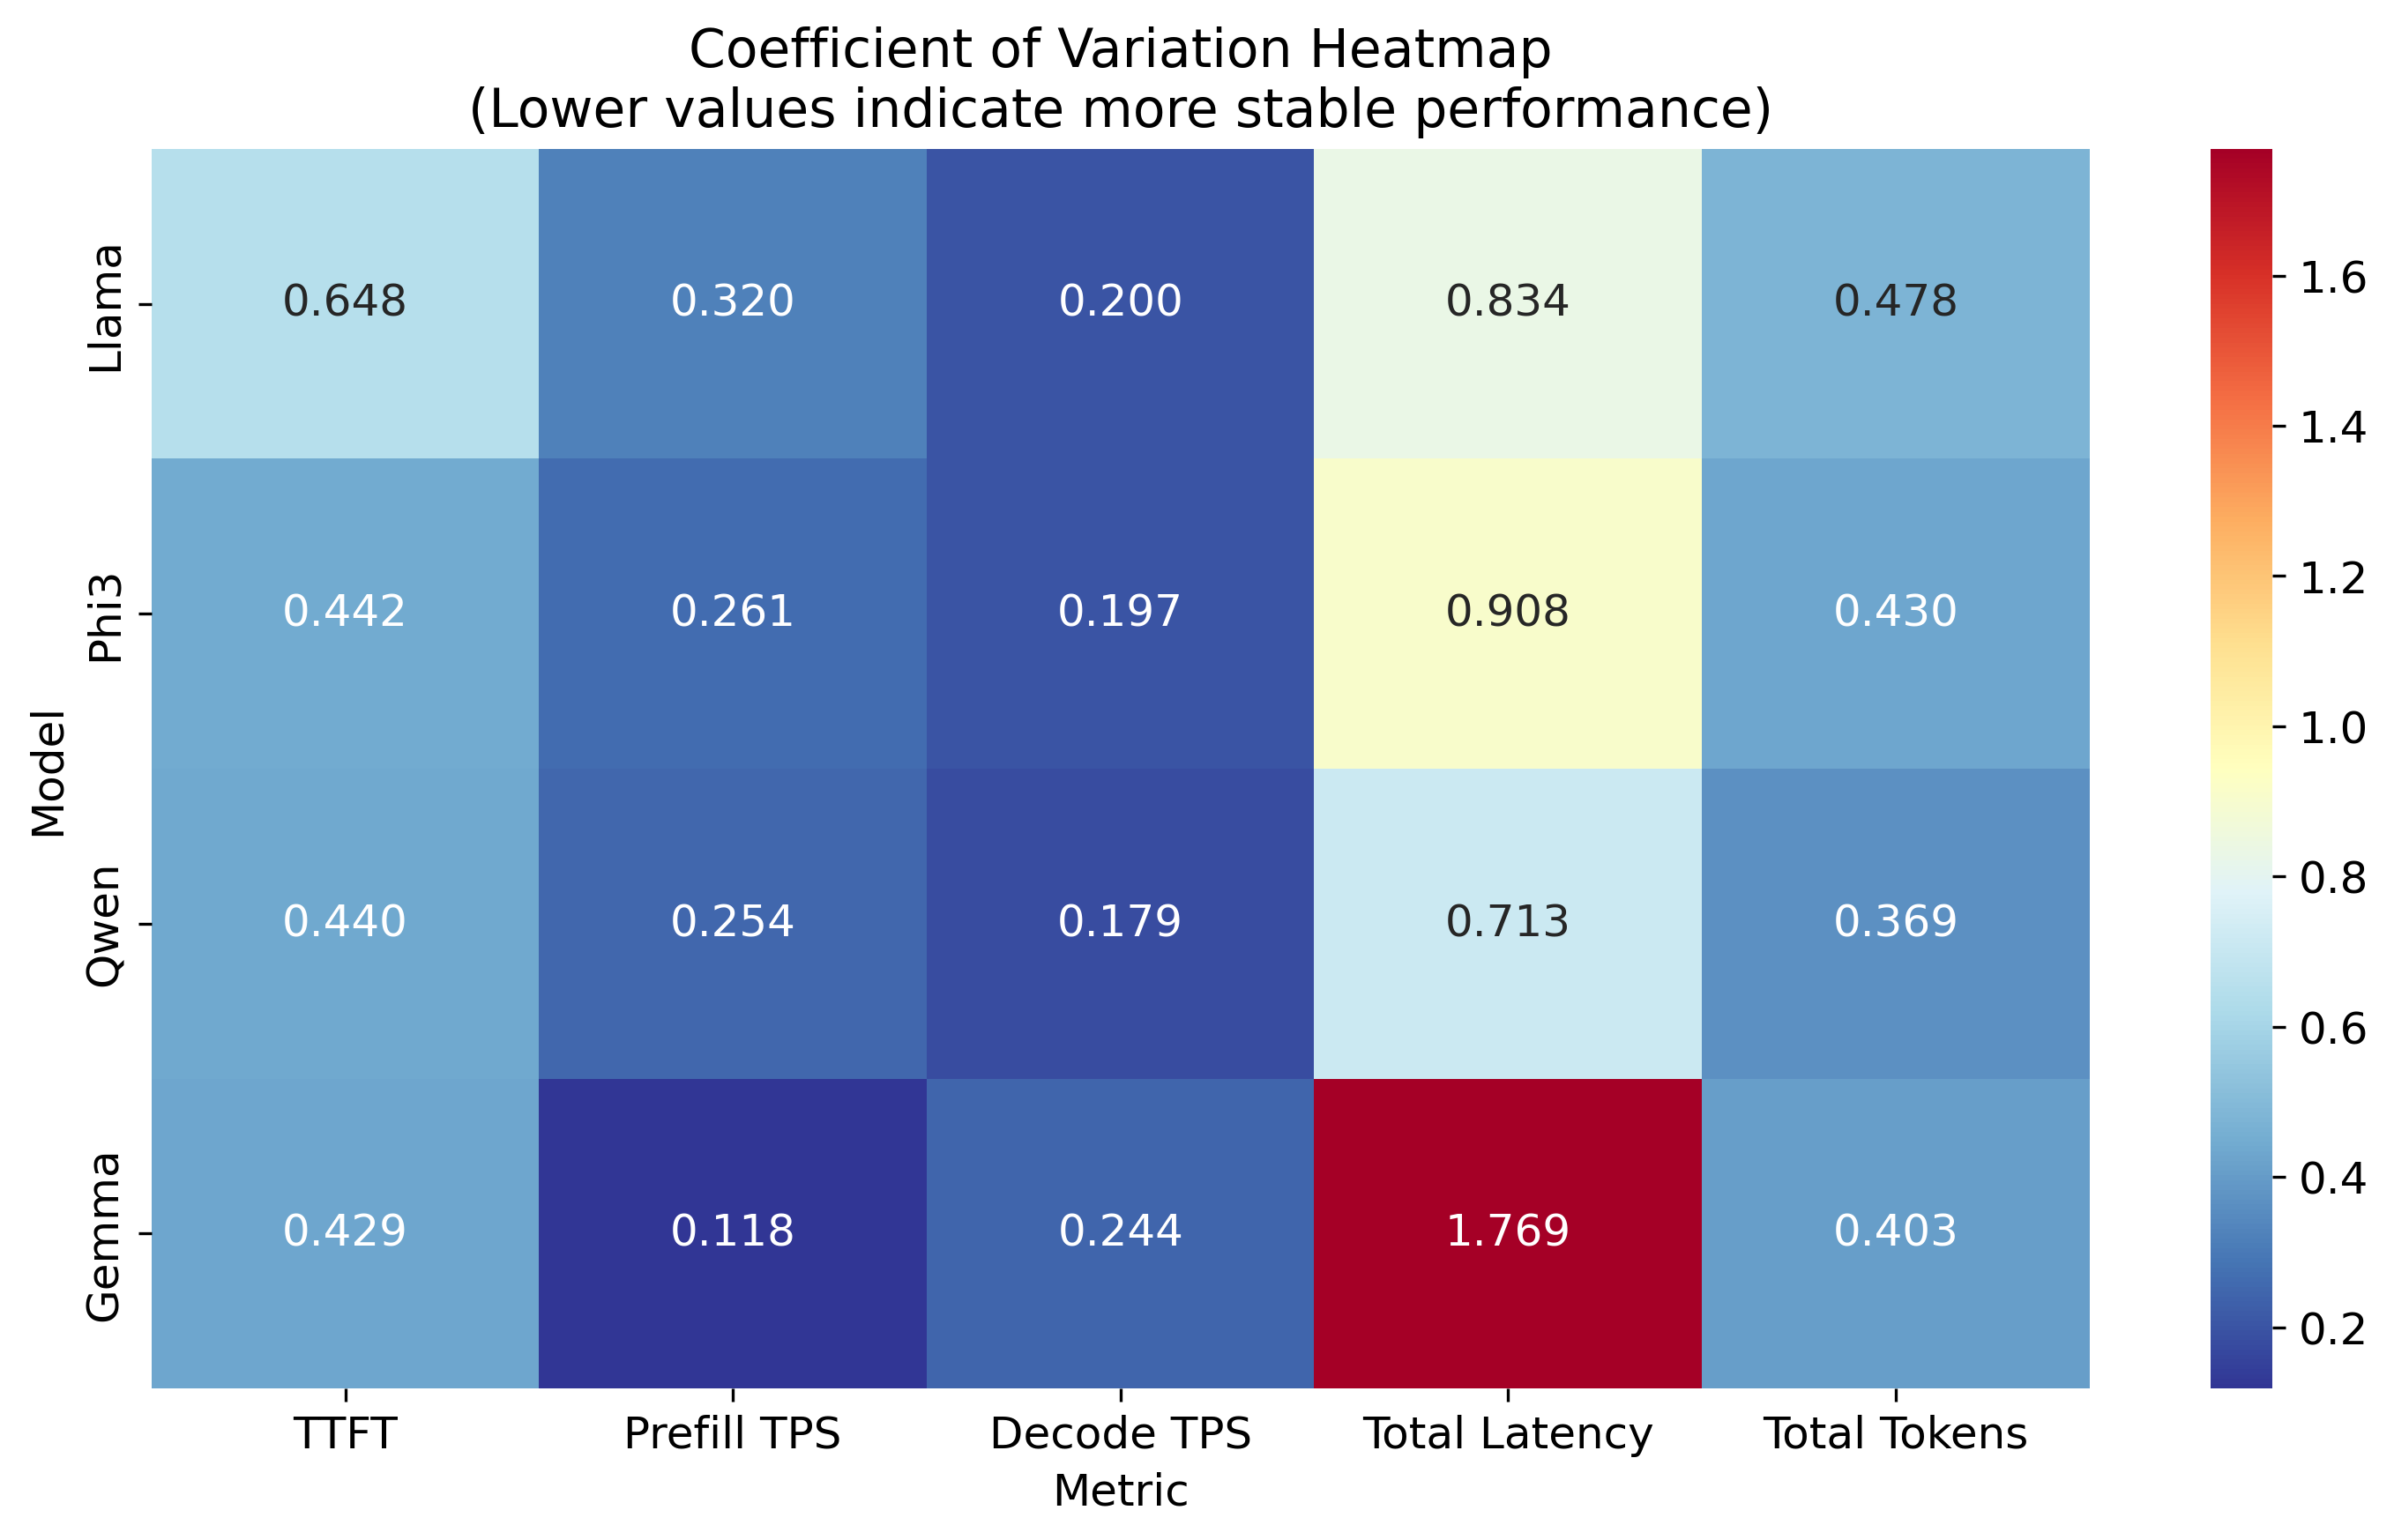 Coefficient of Variation Heatmap
(Lower values indicate more stable performance)
Model
Llama 0.648 0.320 0.200 0.834 0.478
Phi3 0.442 0.261 0.197 0.908 0.430
Qwen 0.440 0.254 0.179 0.713 0.369
Gemma 0.429 0.118 0.244 1.769 0.403
TTFT Prefill TPS Decode TPS Total Latency Total Tokens
Metric
1.6
1.4
1.2
1.0
0.8
0.6
0.4
0.2